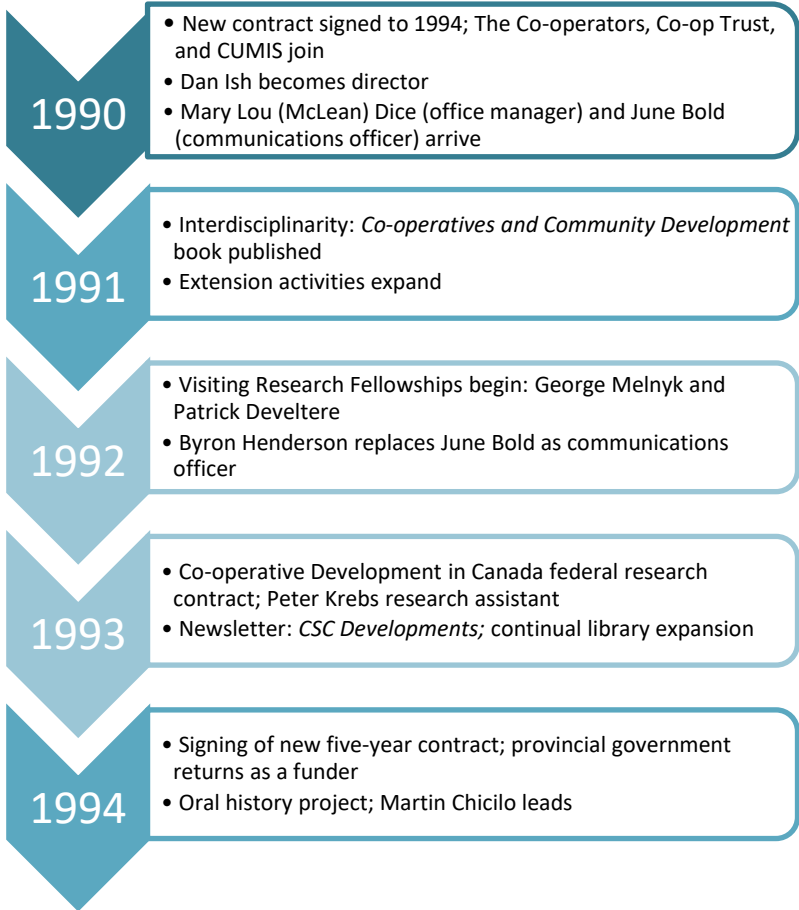 1990
• New contract signed to 1994; The Co-operators, Co-op Trust,
and CUMIS join
• Dan Ish becomes director
• Mary Lou (McLean) Dice (office manager) and June Bold
(communications officer) arrive
1991
• Interdisciplinarity: Co-operatives and Community Development
book published
• Extension activities expand
1992
• Visiting Research Fellowships begin: George Melnyk and
Patrick Develtere
• Byron Henderson replaces June Bold as communications
officer
1993
• Co-operative Development in Canada federal research
contract; Peter Krebs research assistant
• Newsletter: CSC Developments; continual library expansion
1994
• Signing of new five-year contract; provincial government
returns as a funder
• Oral history project; Martin Chicilo leads